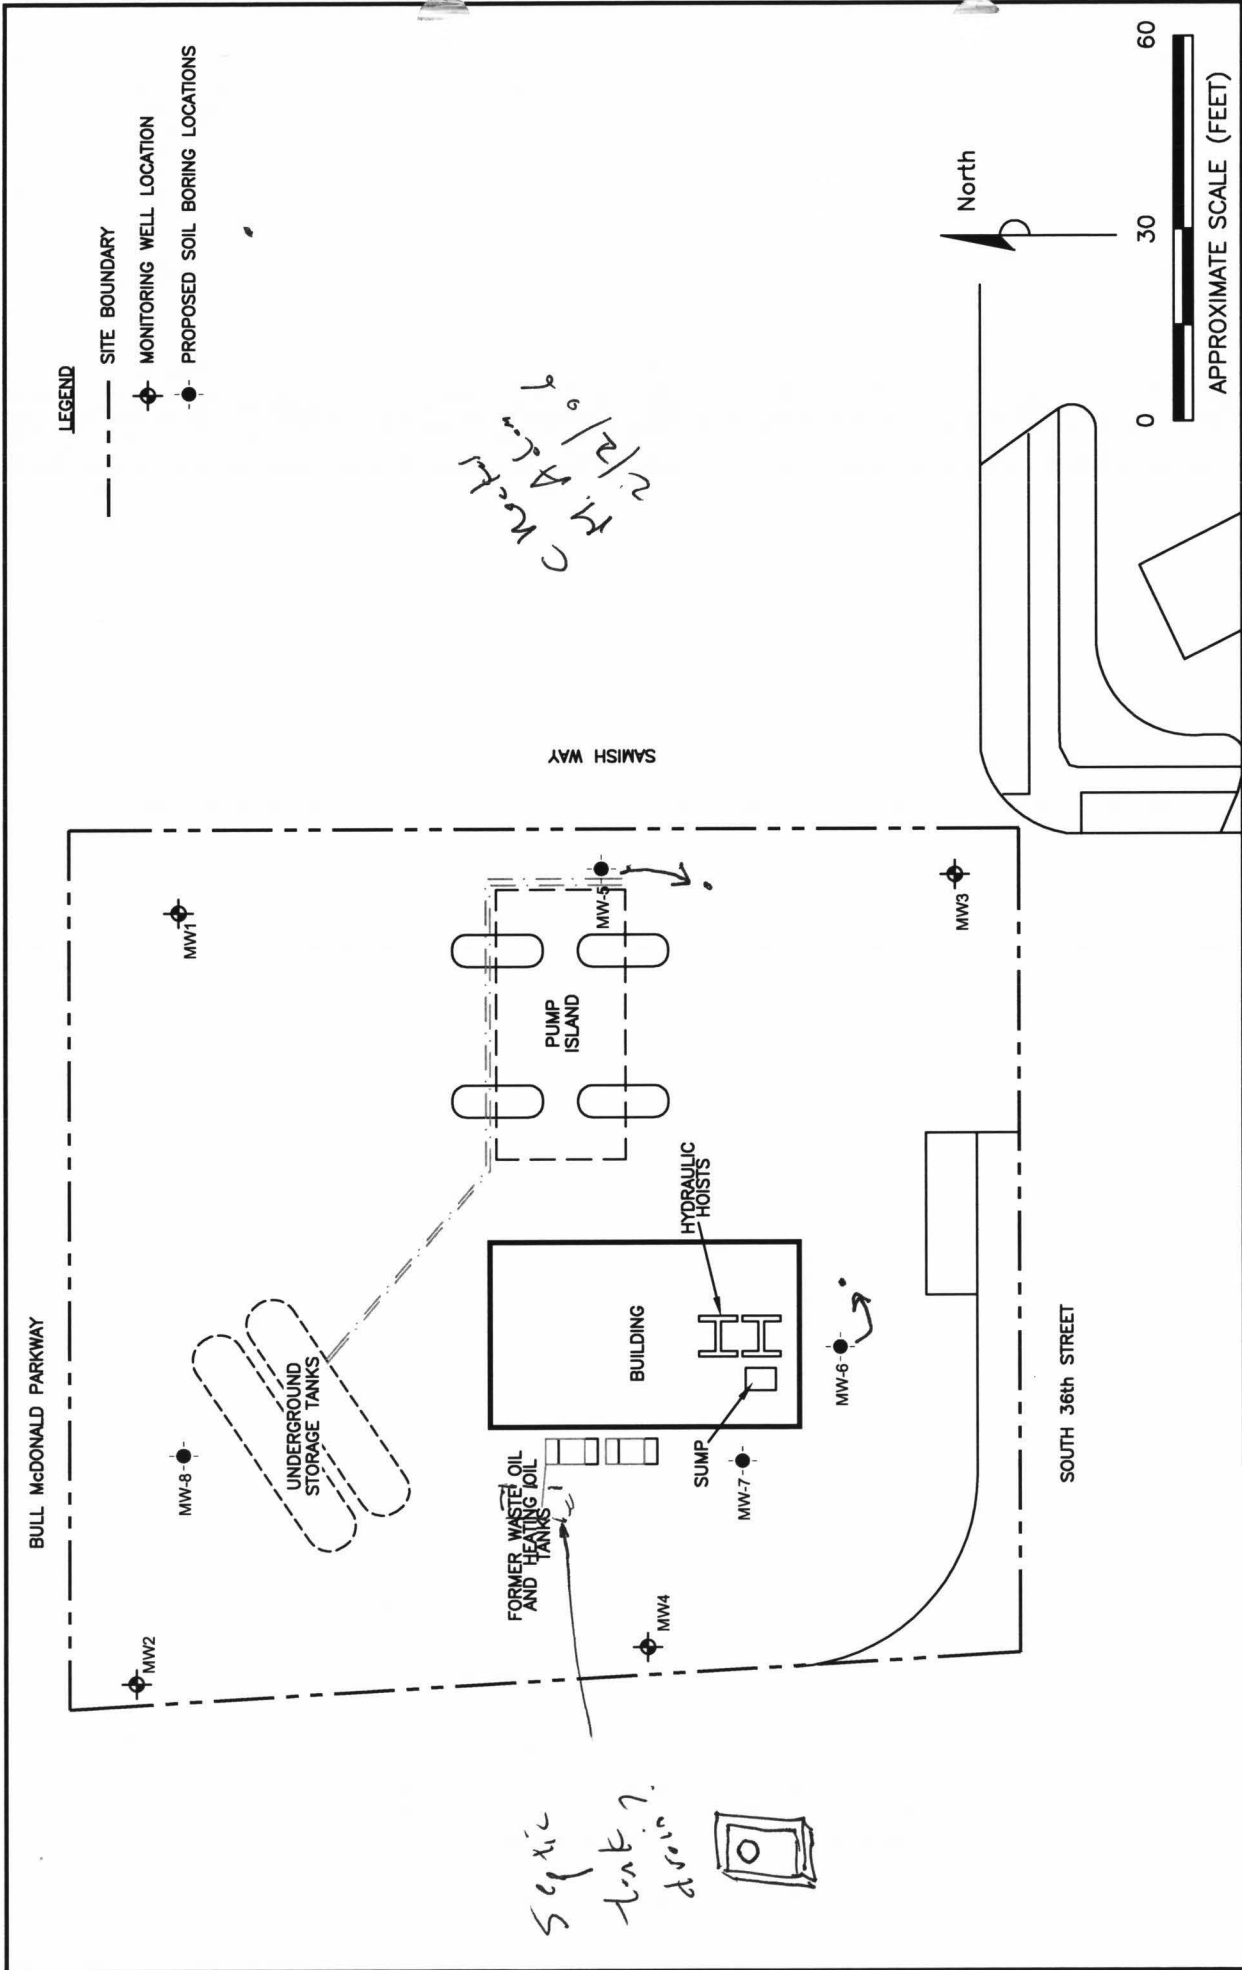 BULL McDONALD PARKWAY
LEGEND
SITE BOUNDARY
MONITORING WELL LOCATION
PROPOSED SOIL BORING LOCATIONS
MW2
MW-8
MW1
UNDERGROUND
STORAGE TANKS
FORMER WASTE OIL
AND HEATING OIL
TANKS
BUILDING
PUMP
ISLAND
MW-5
SAMISH WAY
HYDRAULIC
HOISTS
SUMP
MW4
MW-7
MW-6
MW3
SOUTH 36th STREET
Septic
tank ?
drain?
North
0 30 60
APPROXIMATE SCALE (FEET)